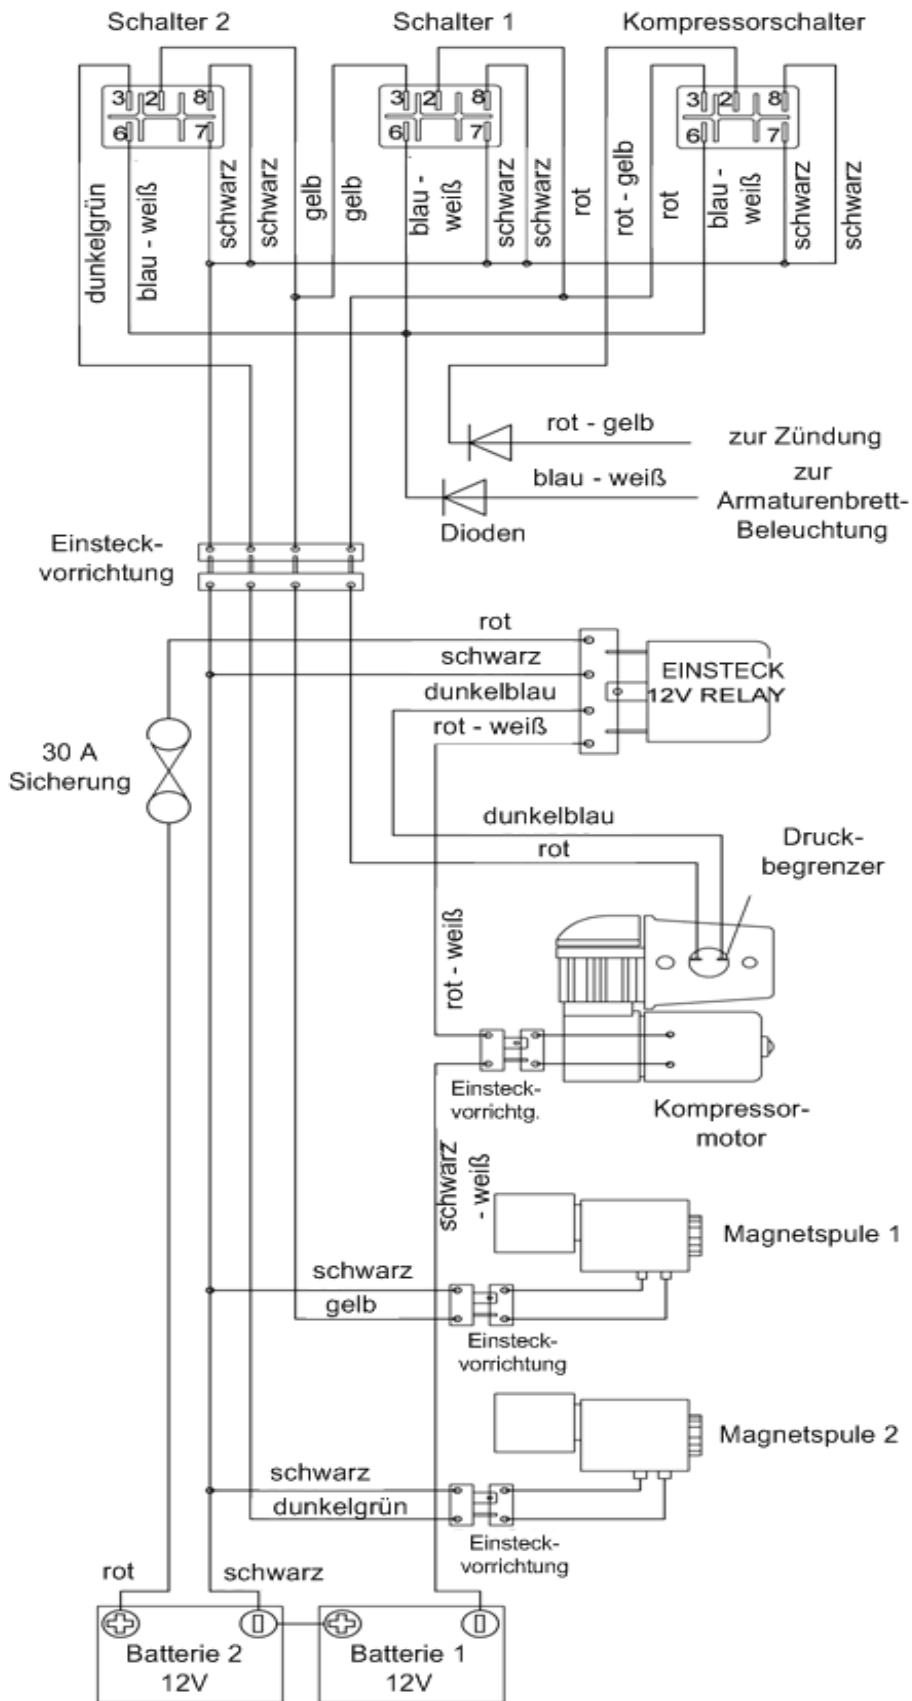 Schalter 2
Schalter 1
Kompressorschalter
3 2 8
6 7
3 2 8
6 7
3 2 8
6 7
dunkelgrün
blau - weiß
schwarz
schwarz
gelb
gelb
blau -
weiß
schwarz
schwarz
rot
rot - gelb
rot
blau -
weiß
schwarz
schwarz
rot - gelb
zur Zündung
blau - weiß
zur
Armaturenbrett-
Beleuchtung
Dioden
Einsteck-
vorrichtung
rot
schwarz
dunkelblau
rot - weiß
EINSTECK
12V RELAY
30 A
Sicherung
dunkelblau
rot
Druck-
begrenzer
rot - weiß
Einsteck-
vorrichtg.
Kompressor-
motor
schwarz
- weiß
Magnetspule 1
schwarz
gelb
Einsteck-
vorrichtung
Magnetspule 2
schwarz
dunkelgrün
Einsteck-
vorrichtung
rot
schwarz
Batterie 2
12V
Batterie 1
12V